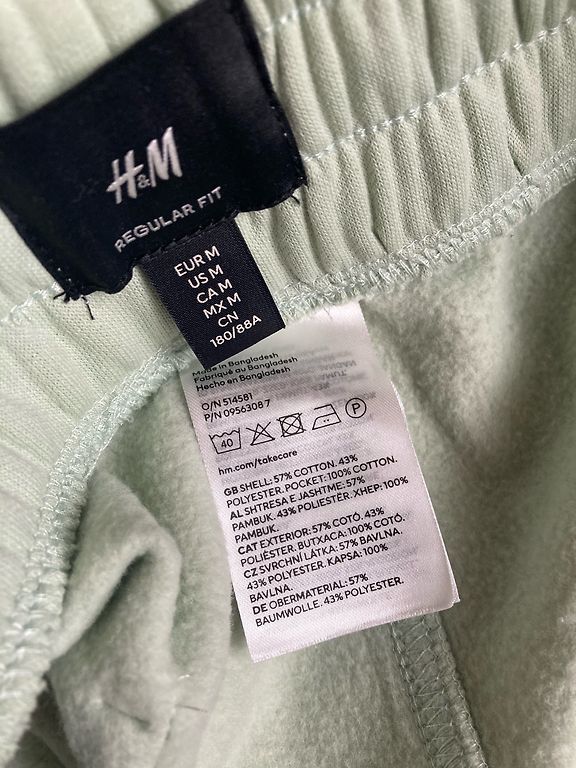 H&M
REGULAR FIT
EUR M
US M
CA M
MX M
CN
180/88A
Made in Bangladesh
Fabriqué au Bangladesh
Hecho en Bangladesh
O/N 514581
P/N 0956308 7
40
P
hm.com/takecare
GB SHELL: 57% COTTON. 43%
POLYESTER. POCKET: 100% COTTON.
AL SHTRESA E JASHTME: 57%
PAMBUK. 43% POLIESTËR. XHEP: 100%
PAMBUK.
CAT EXTERIOR: 57% COTÓ. 43%
POLIÈSTER. BUTXACA: 100% COTÓ.
CZ SVRCHNÍ LÁTKA: 57% BAVLNA.
43% POLYESTER. KAPSA: 100%
BAVLNA.
DE OBERMATERIAL: 57%
BAUMWOLLE. 43% POLYESTER.